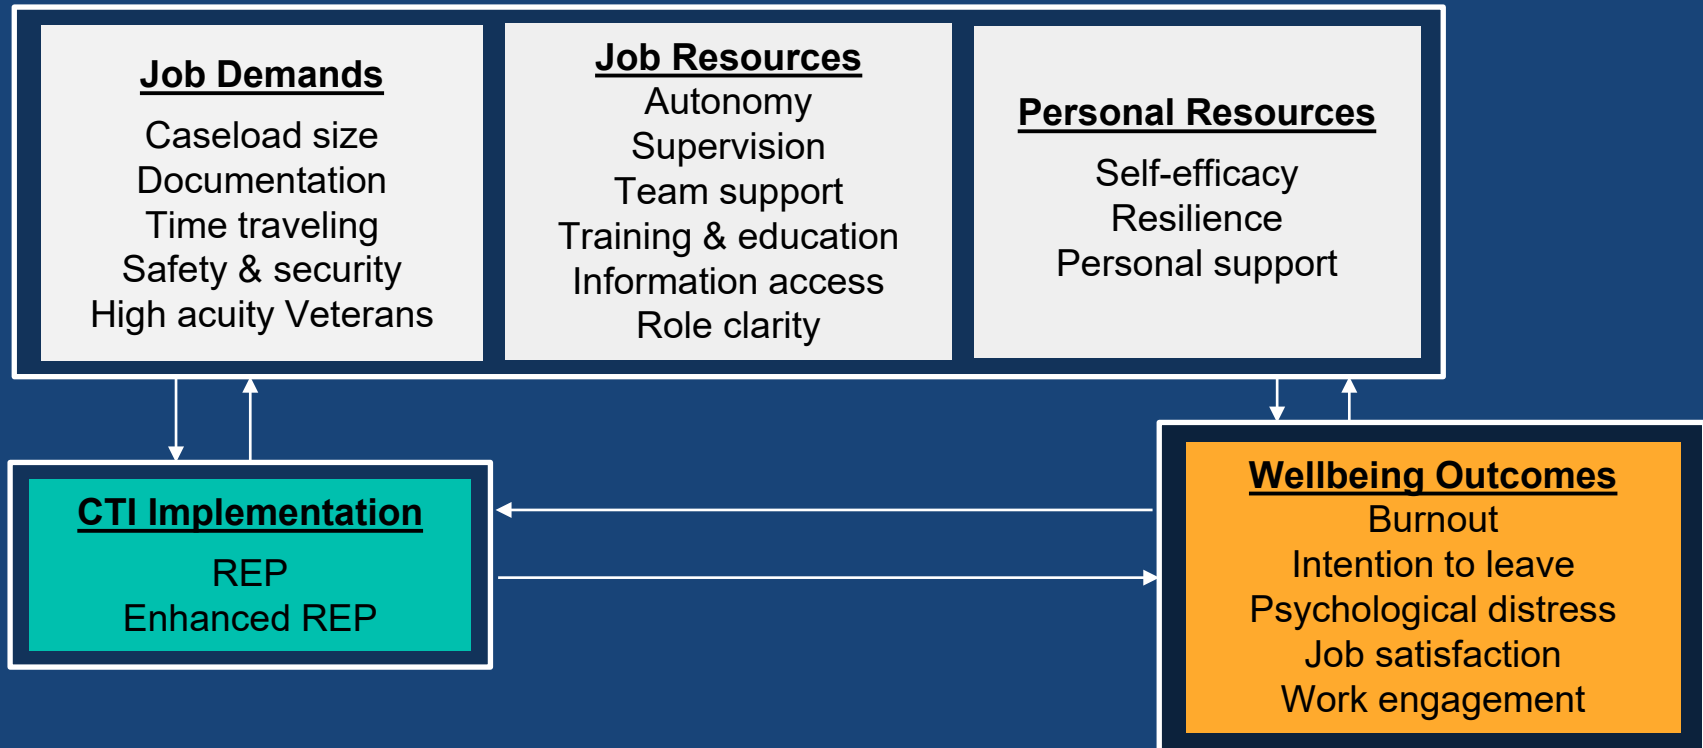 Job Demands
Caseload size
Documentation
Time traveling
Safety & security
High acuity Veterans
Job Resources
Autonomy
Supervision
Team support
Training & education
Information access
Role clarity
Personal Resources
Self-efficacy
Resilience
Personal support
CTI Implementation
REP
Enhanced REP
Wellbeing Outcomes
Burnout
Intention to leave
Psychological distress
Job satisfaction
Work engagement